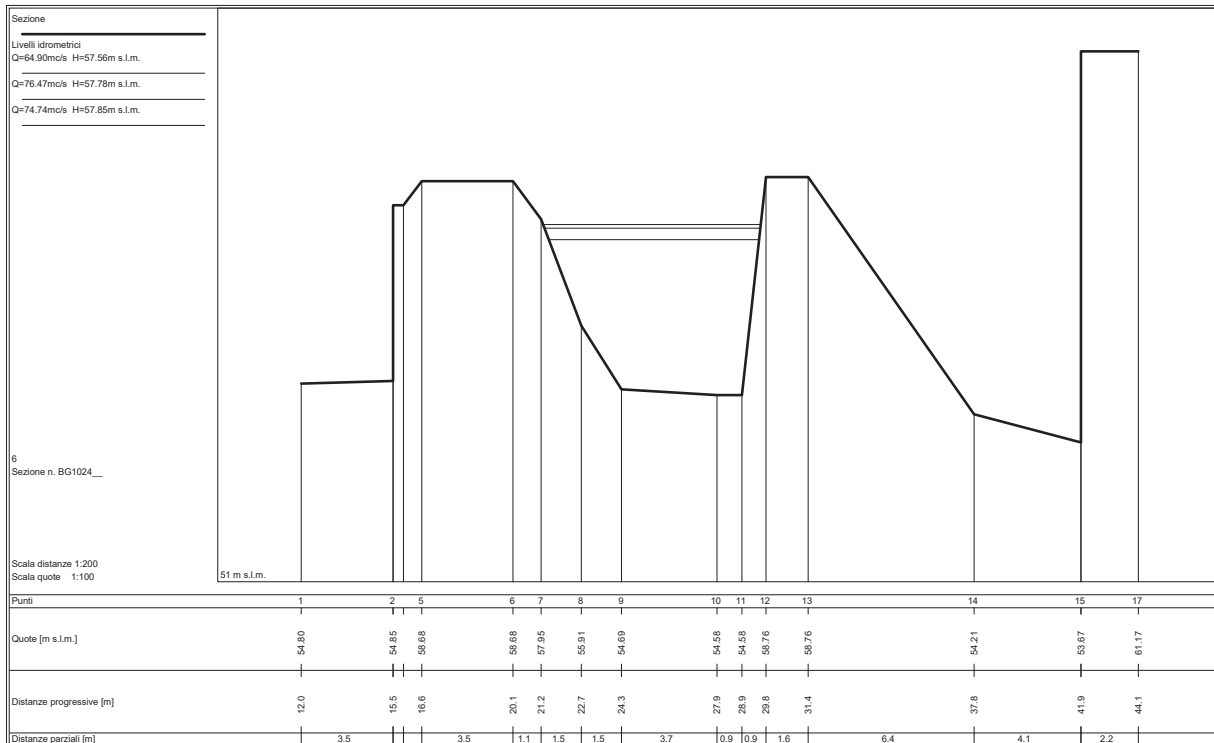 Sezione
Livelli idrometrici
Q=64.90mc/s H=57.56m s.l.m.
Q=76.47mc/s H=57.78m s.l.m.
Q=74.74mc/s H=57.85m s.l.m.
6
Sezione n. BG1024__
Scala distanze 1:200
Scala quote 1:100
51 m s.l.m.
Punti 1 2 5 6 7 8 9 10 11 12 13 14 15 17
Quote [m s.l.m.] 54.80 54.85 58.68 58.68 57.95 55.91 54.69 54.58 54.58 58.76 58.76 54.21 53.67 61.17
Distanze progressive [m] 12.0 15.5 16.6 20.1 21.2 22.7 24.3 27.9 28.9 29.8 31.4 37.8 41.9 44.1
Distanze parziali [m] 3.5 3.5 1.1 1.5 1.5 3.7 0.9 0.9 1.6 6.4 4.1 2.2